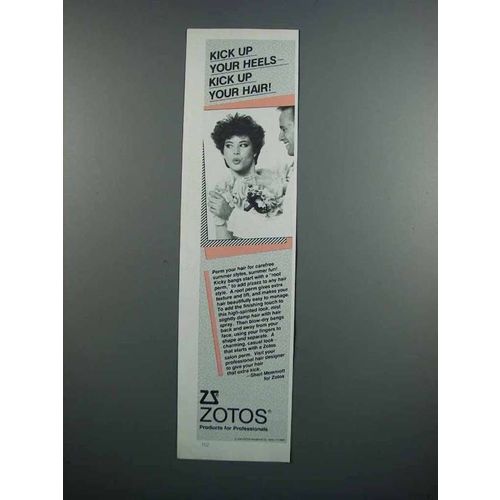 KICK UP
YOUR HEELS—
KICK UP
YOUR HAIR!
Perm your hair for carefree
summer styles, summer fun!
Kicky bangs start with a "root
perm," to add pizazz to any hair
style. A root perm gives extra
texture and lift, and makes your
hair beautifully easy to manage.
To add the finishing touch to
this high-spirited look, mist
slightly damp hair with hair
spray. Then blow-dry bangs
back and away from your
face, using your fingers to
shape and separate. A
charming, casual look
that starts with a Zotos
salon perm. Visit your
professional hair designer
to give your hair
that extra kick.
for Zotos
ZOTOS®
Products for Professionals